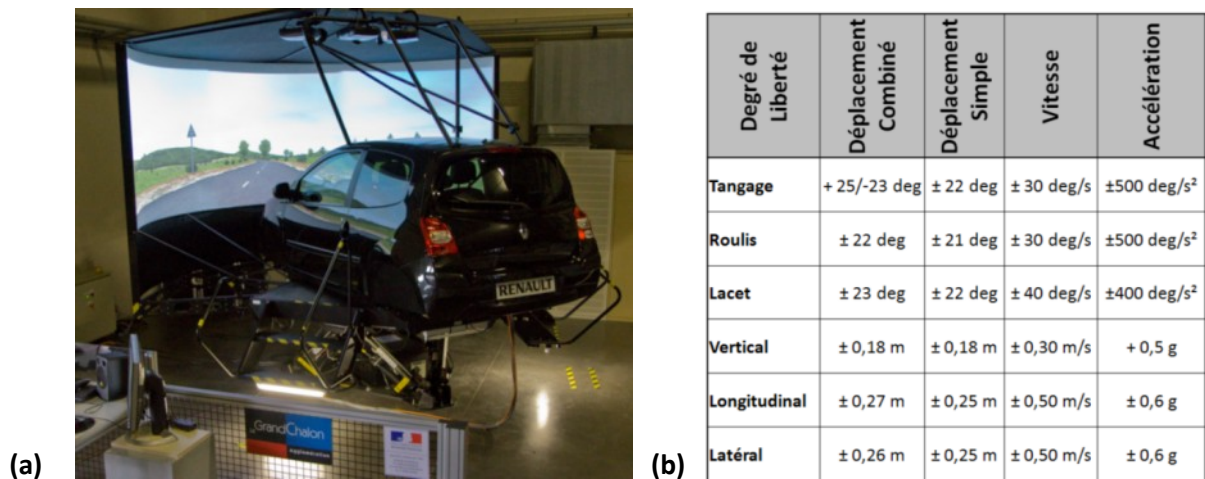 RENAULT
le GrandChalon
agglomération
(a)
(b)
Degré de Liberté | Déplacement Combiné | Déplacement Simple | Vitesse | Accélération
Tangage | + 25/-23 deg | ± 22 deg | ± 30 deg/s | ±500 deg/s²
Roulis | ± 22 deg | ± 21 deg | ± 30 deg/s | ±500 deg/s²
Lacet | ± 23 deg | ± 22 deg | ± 40 deg/s | ±400 deg/s²
Vertical | ± 0,18 m | ± 0,18 m | ± 0,30 m/s | + 0,5 g
Longitudinal | ± 0,27 m | ± 0,25 m | ± 0,50 m/s | ± 0,6 g
Latéral | ± 0,26 m | ± 0,25 m | ± 0,50 m/s | ± 0,6 g